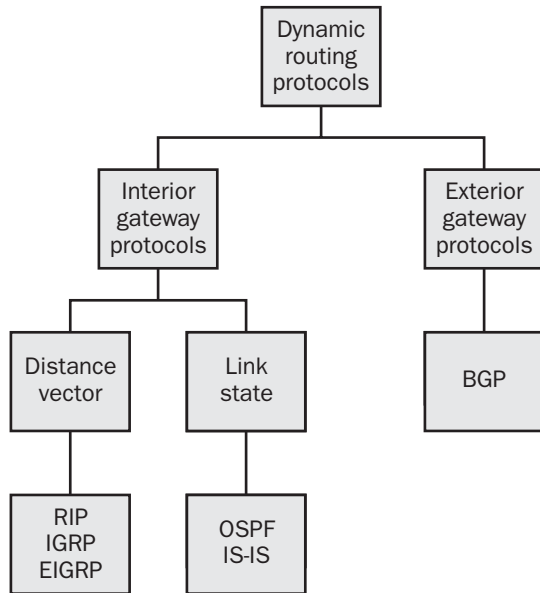 Dynamic
routing
protocols
Interior
gateway
protocols
Exterior
gateway
protocols
Distance
vector
Link
state
BGP
RIP
IGRP
EIGRP
OSPF
IS-IS